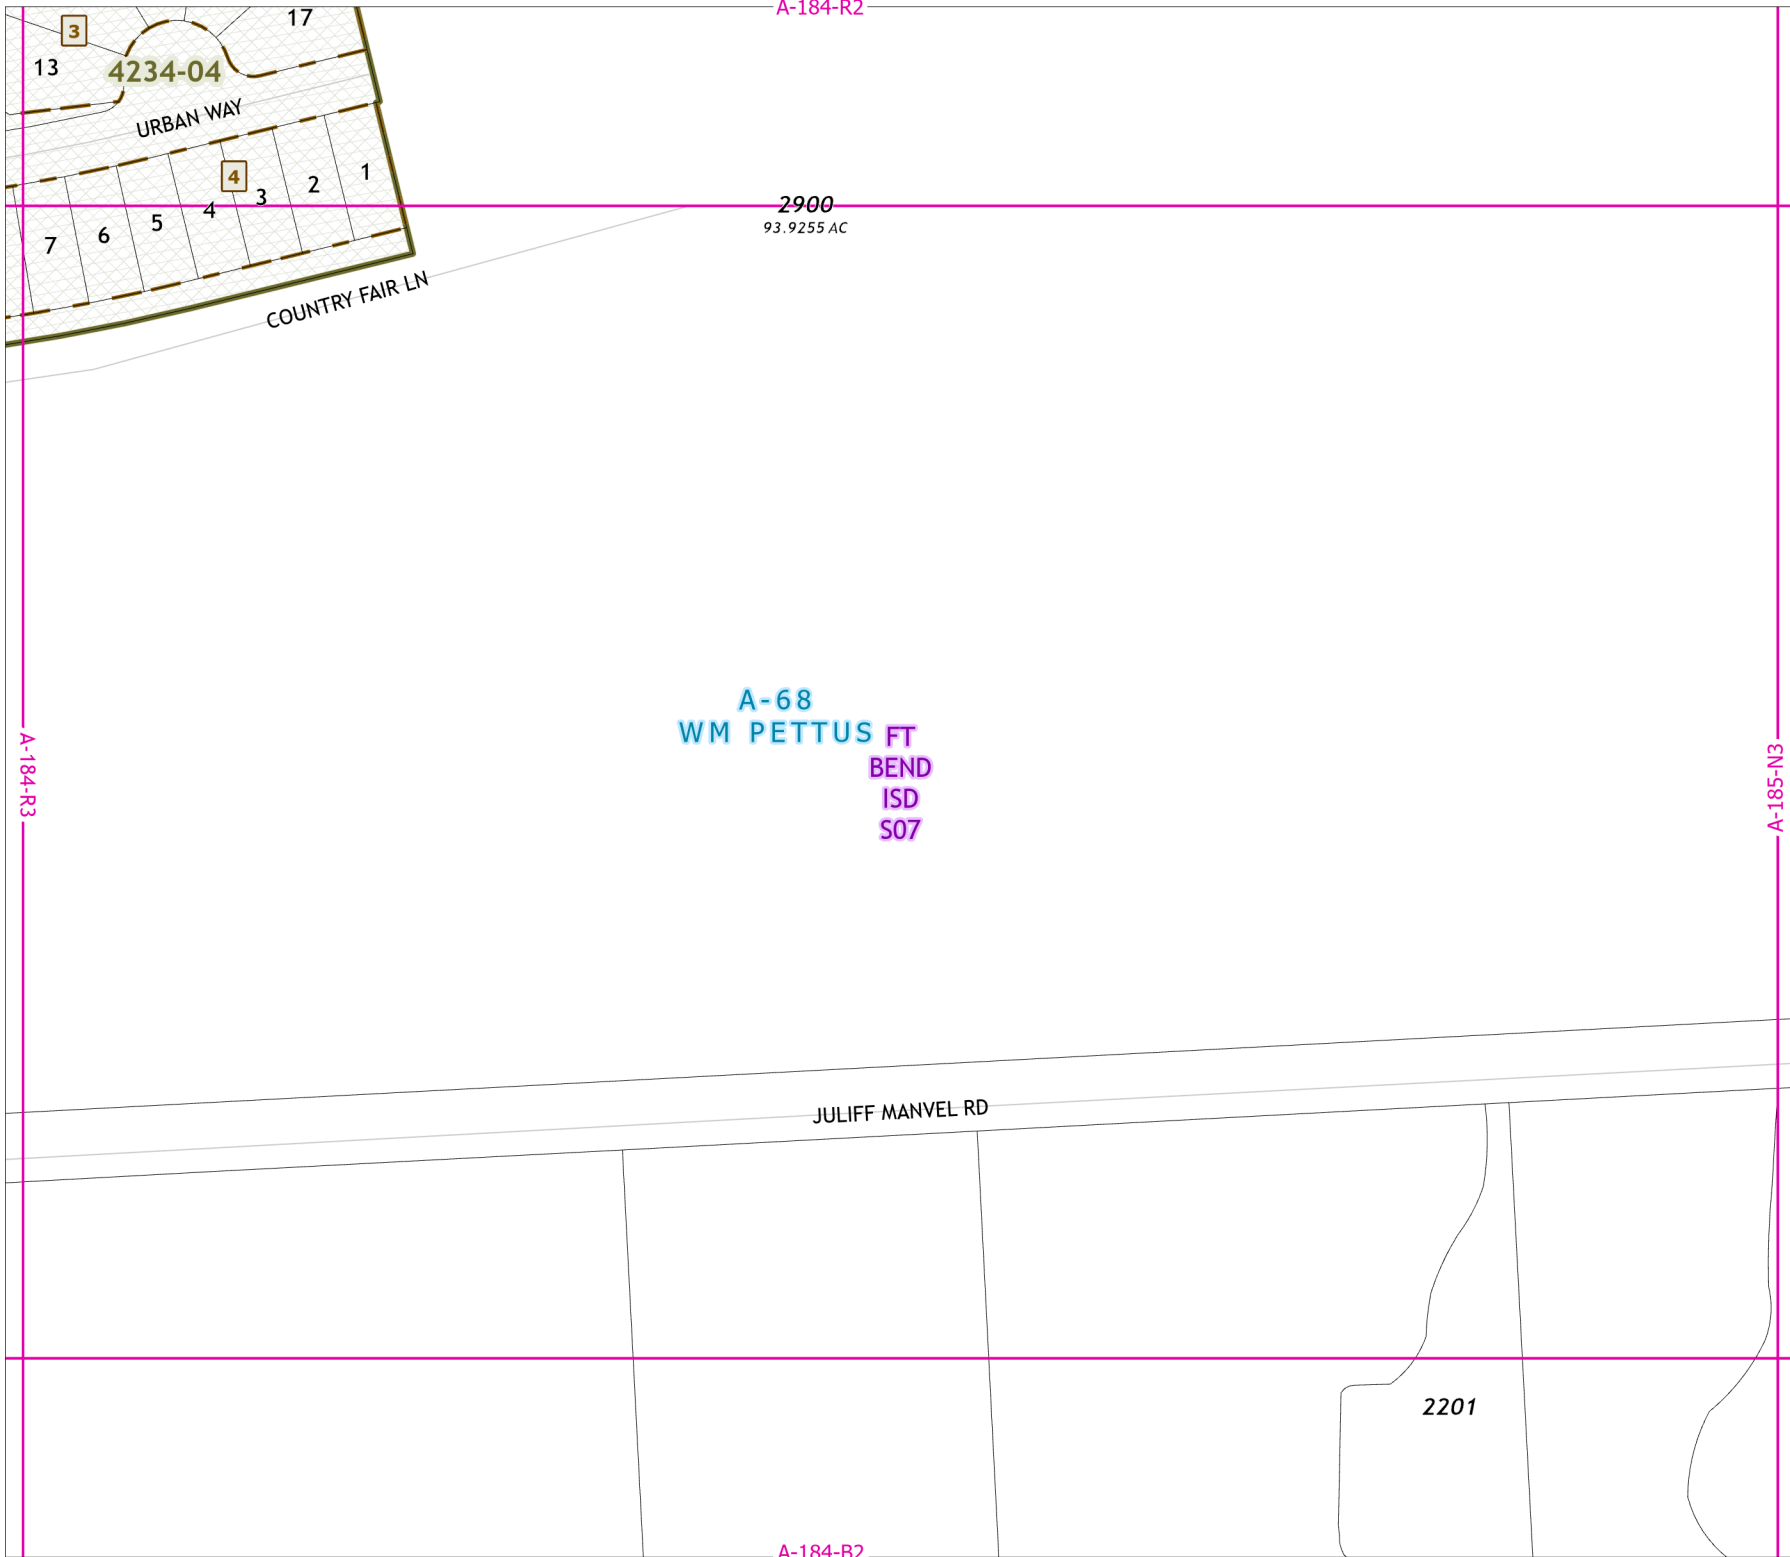 A-184-R2
3
17
13
4234-04
URBAN WAY
4
1
2
3
4
5
6
7
2900
93.9255 AC
COUNTRY FAIR LN
A-68
WM PETTUS
FT
BEND
ISD
S07
A-184-R3
A-185-N3
JULIFF MANVEL RD
2201
A-184-B2